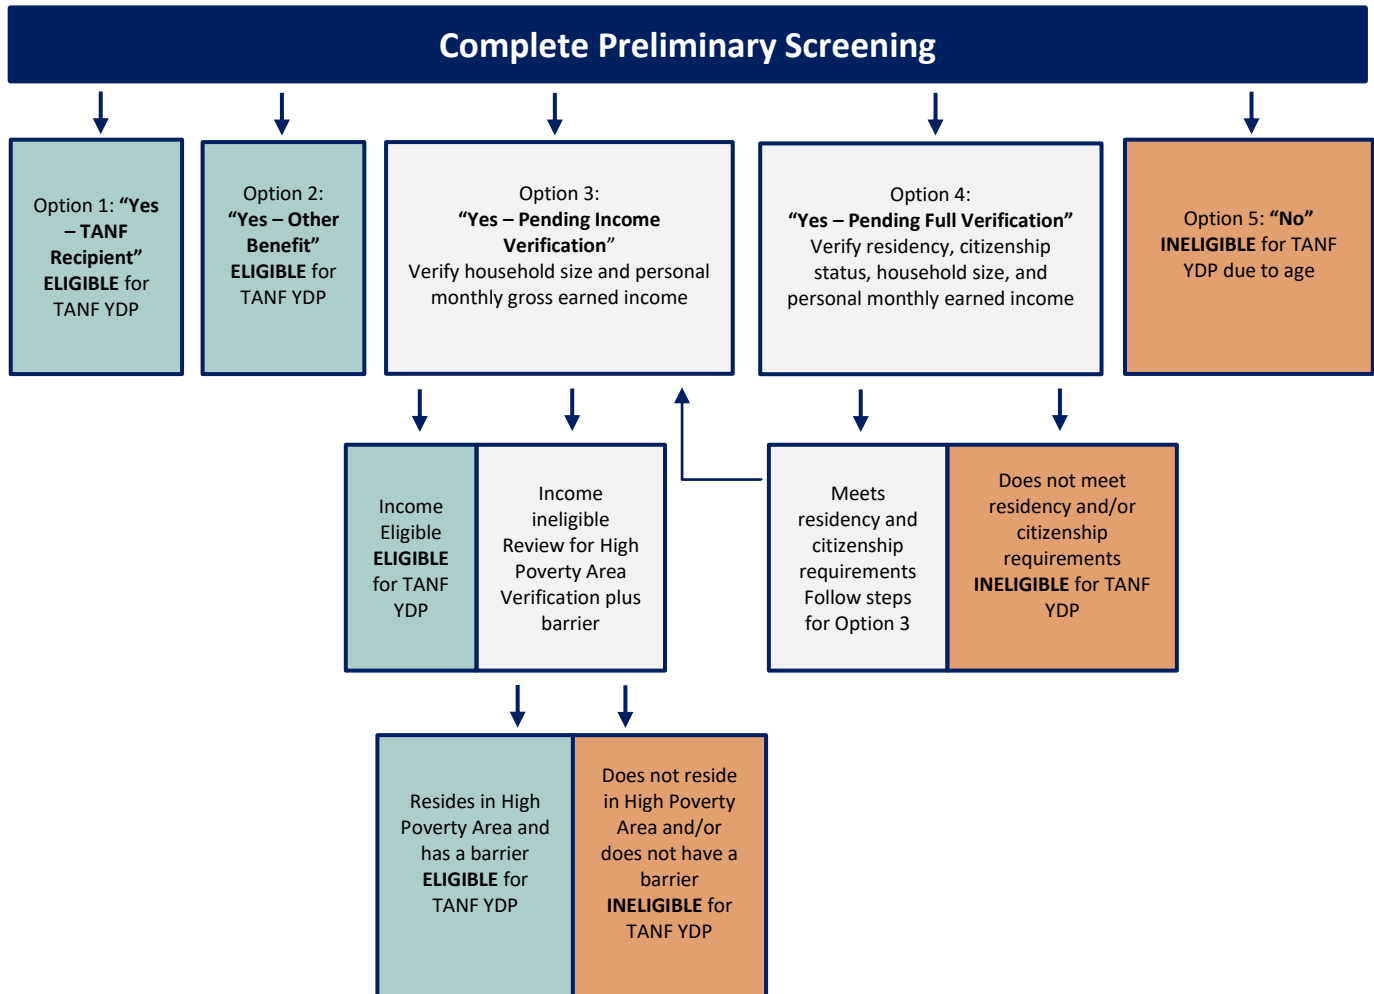 Complete Preliminary Screening
Option 1: “Yes
– TANF
Recipient”
ELIGIBLE for
TANF YDP
Option 2:
“Yes – Other
Benefit”
ELIGIBLE for
TANF YDP
Option 3:
“Yes – Pending Income
Verification”
Verify household size and personal
monthly gross earned income
Option 4:
“Yes – Pending Full Verification”
Verify residency, citizenship
status, household size, and
personal monthly earned income
Option 5: “No”
INELIGIBLE for TANF
YDP due to age
Income
Eligible
ELIGIBLE
for TANF
YDP
Income
ineligible
Review for High
Poverty Area
Verification plus
barrier
Meets
residency and
citizenship
requirements
Follow steps
for Option 3
Does not meet
residency and/or
citizenship
requirements
INELIGIBLE for TANF
YDP
Resides in High
Poverty Area and
has a barrier
ELIGIBLE for
TANF YDP
Does not reside
in High Poverty
Area and/or
does not have a
barrier
INELIGIBLE for
TANF YDP